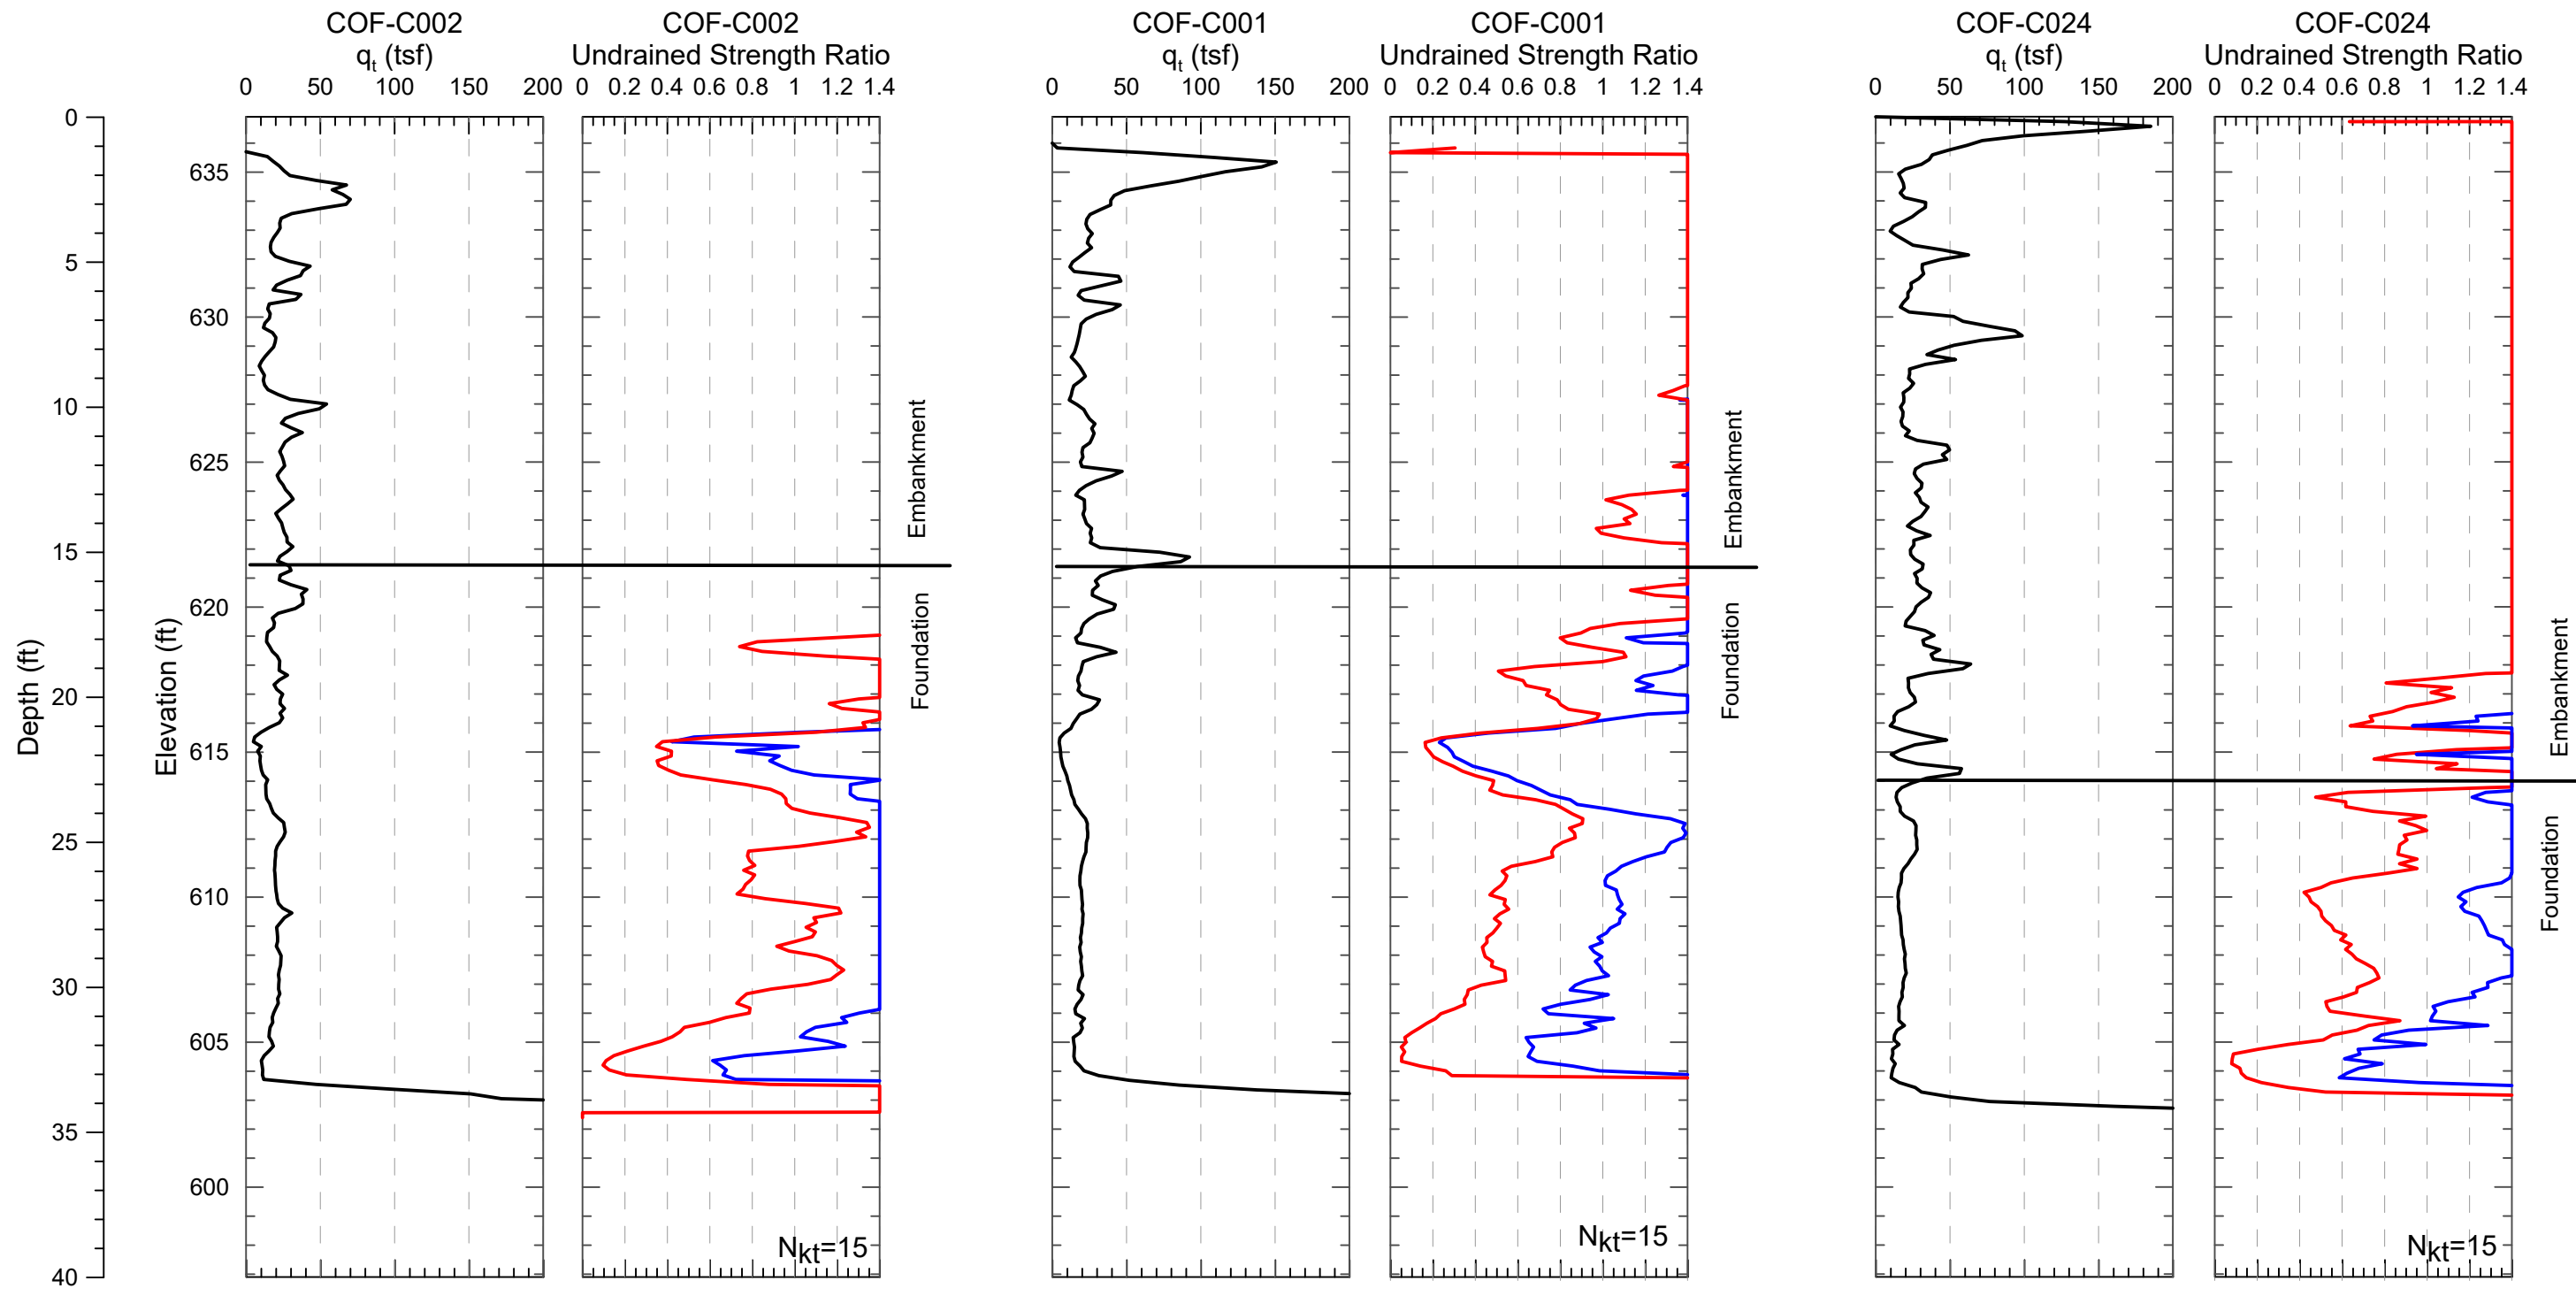 COF-C002
q_t (tsf)
0 50 100 150 200
COF-C002
Undrained Strength Ratio
0 0.2 0.4 0.6 0.8 1 1.2 1.4
COF-C001
q_t (tsf)
0 50 100 150 200
COF-C001
Undrained Strength Ratio
0 0.2 0.4 0.6 0.8 1 1.2 1.4
COF-C024
q_t (tsf)
0 50 100 150 200
COF-C024
Undrained Strength Ratio
0 0.2 0.4 0.6 0.8 1 1.2 1.4
Depth (ft)
0
5
10
15
20
25
30
35
40
Elevation (ft)
635
630
625
620
615
610
605
600
Embankment
Foundation
Nkt=15
Embankment
Foundation
Nkt=15
Embankment
Foundation
Nkt=15